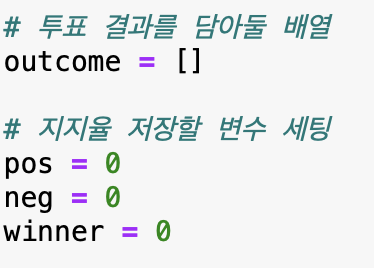 # 투표 결과를 담아둘 배열
outcome = []
# 지지율 저장할 변수 세팅
pos = 0
neg = 0
winner = 0